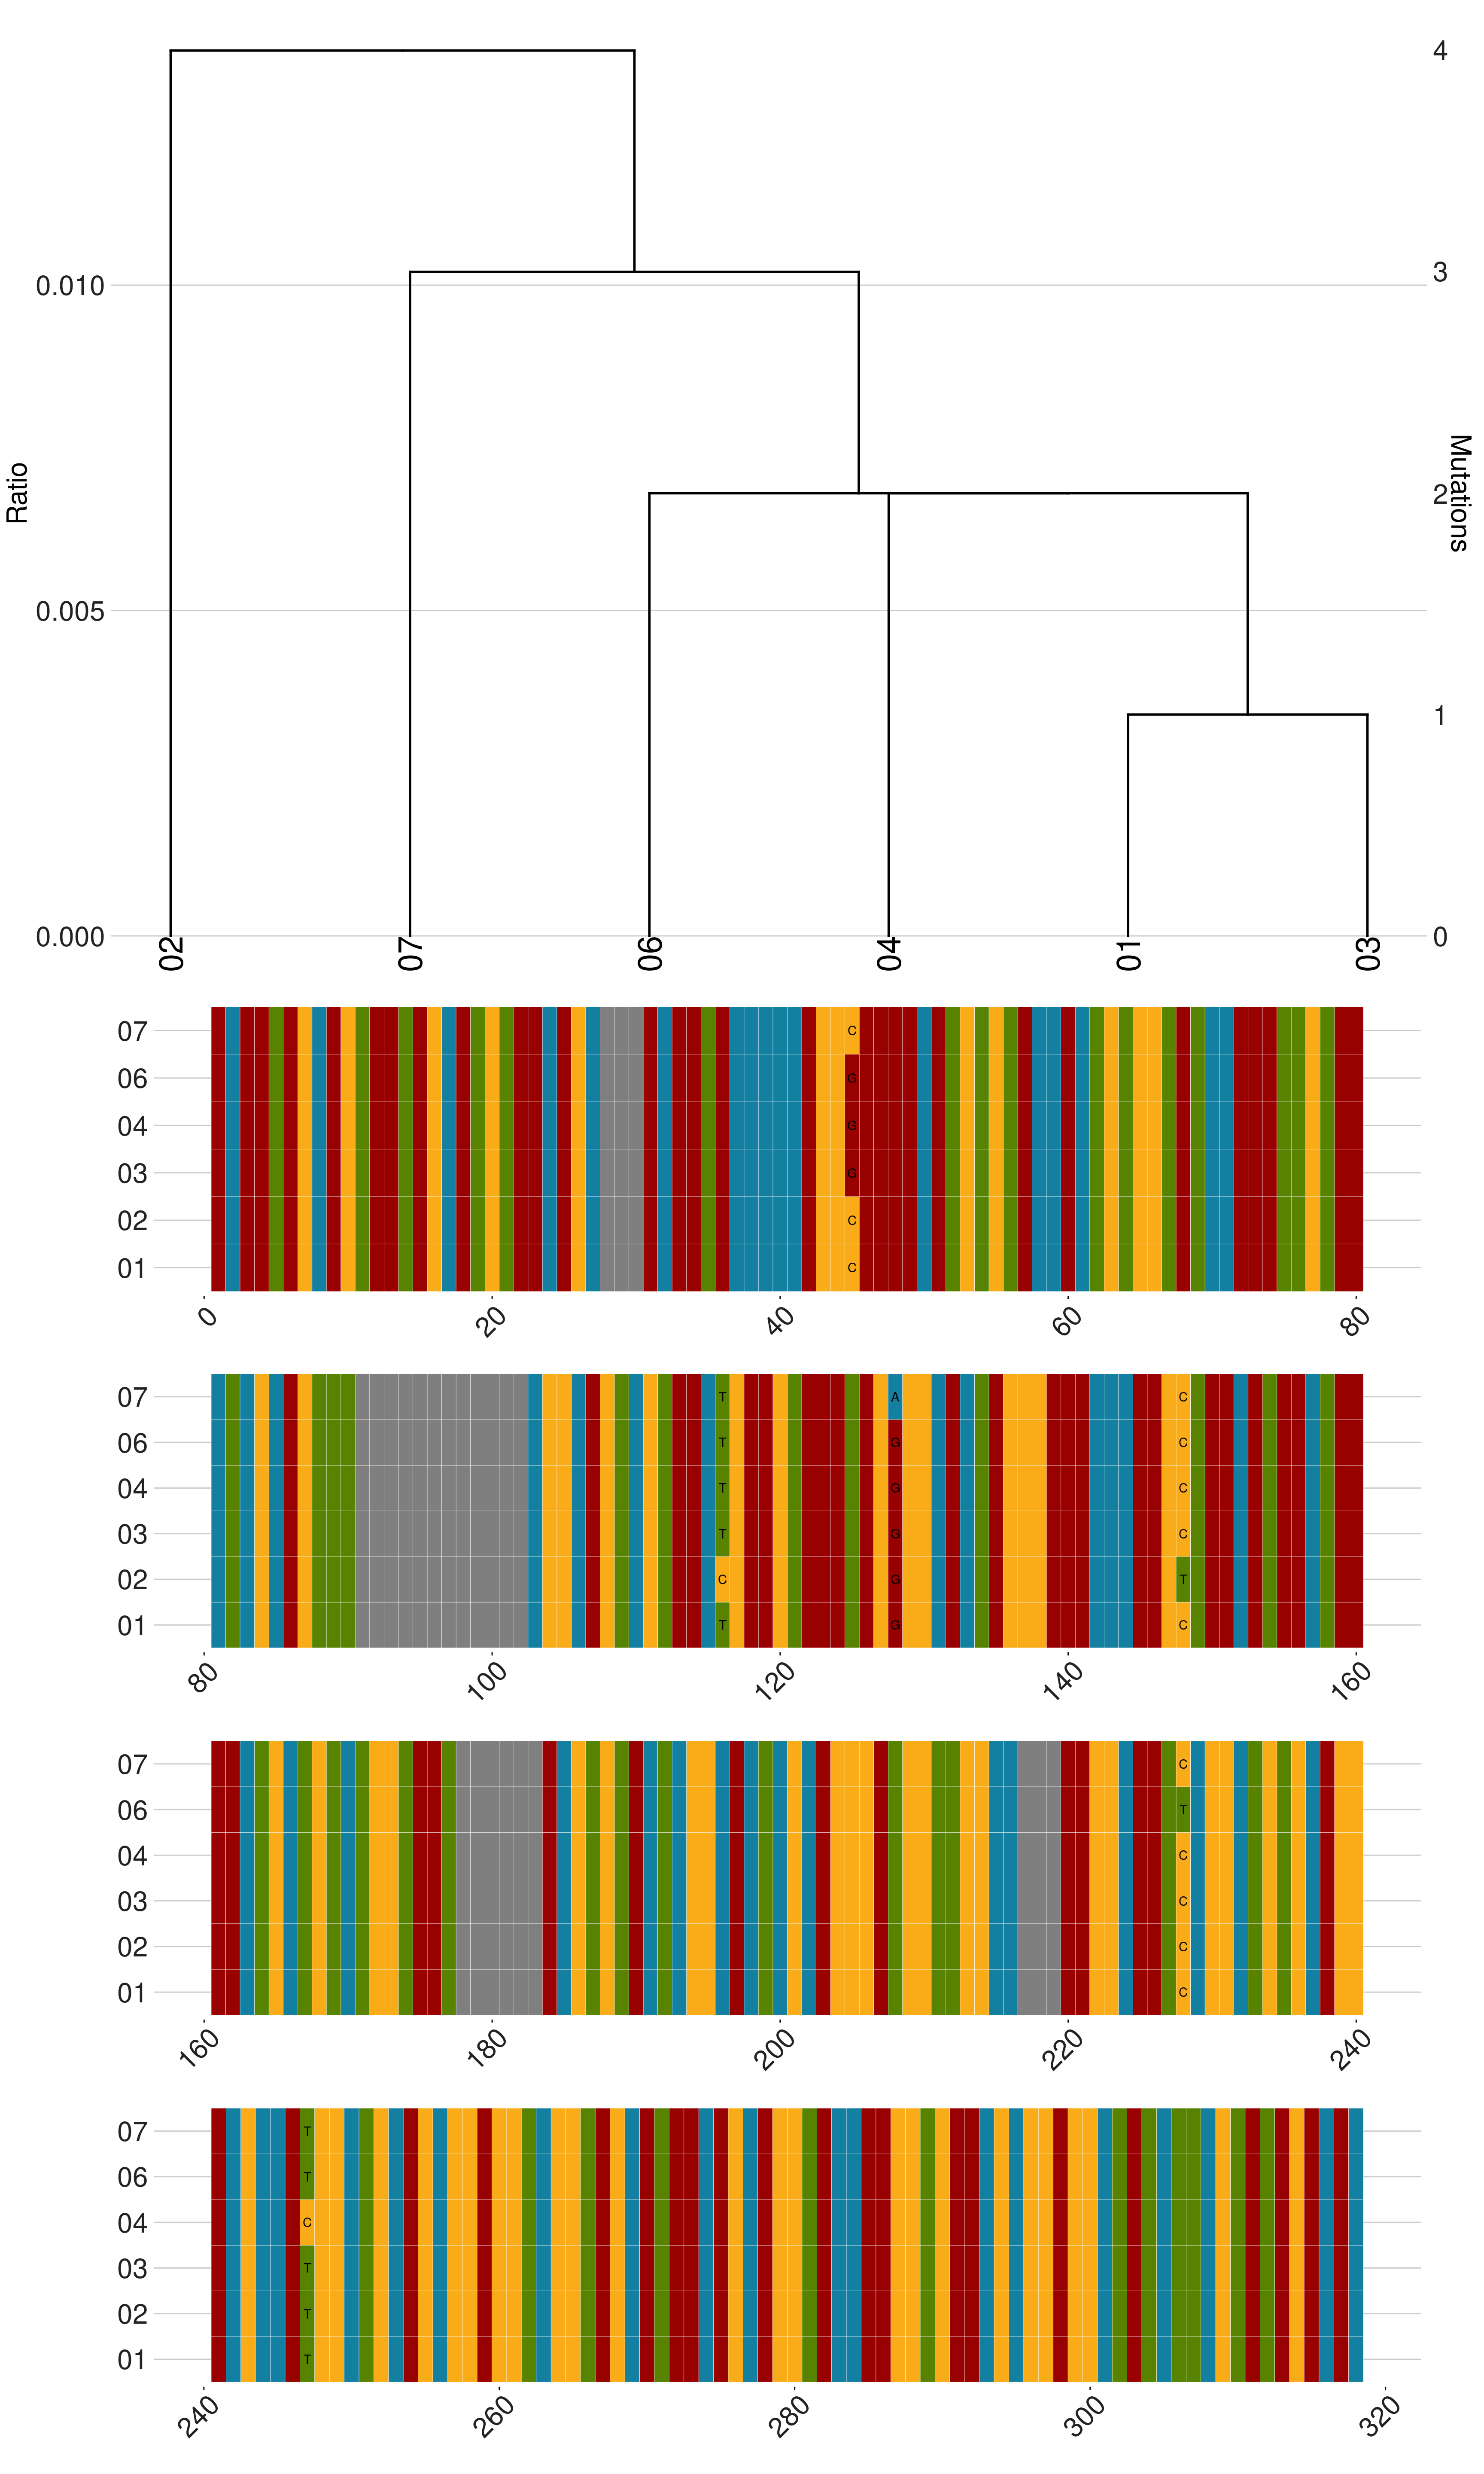 4
3
0.010
Ratio
Mutations
2
0.005
1
0.000
0
02 07 06 04 01 03
07 C
06 G
04 G
03 G
02 C
01 C
0 20 40 60 80
07 T A C
06 T G C
04 T G C
03 T G C
02 C G T
01 T G C
80 100 120 140 160
07 C
06 T
04 C
03 C
02 C
01 C
160 180 200 220 240
07 T
06 T
04 C
03 T
02 T
01 T
240 260 280 300 320